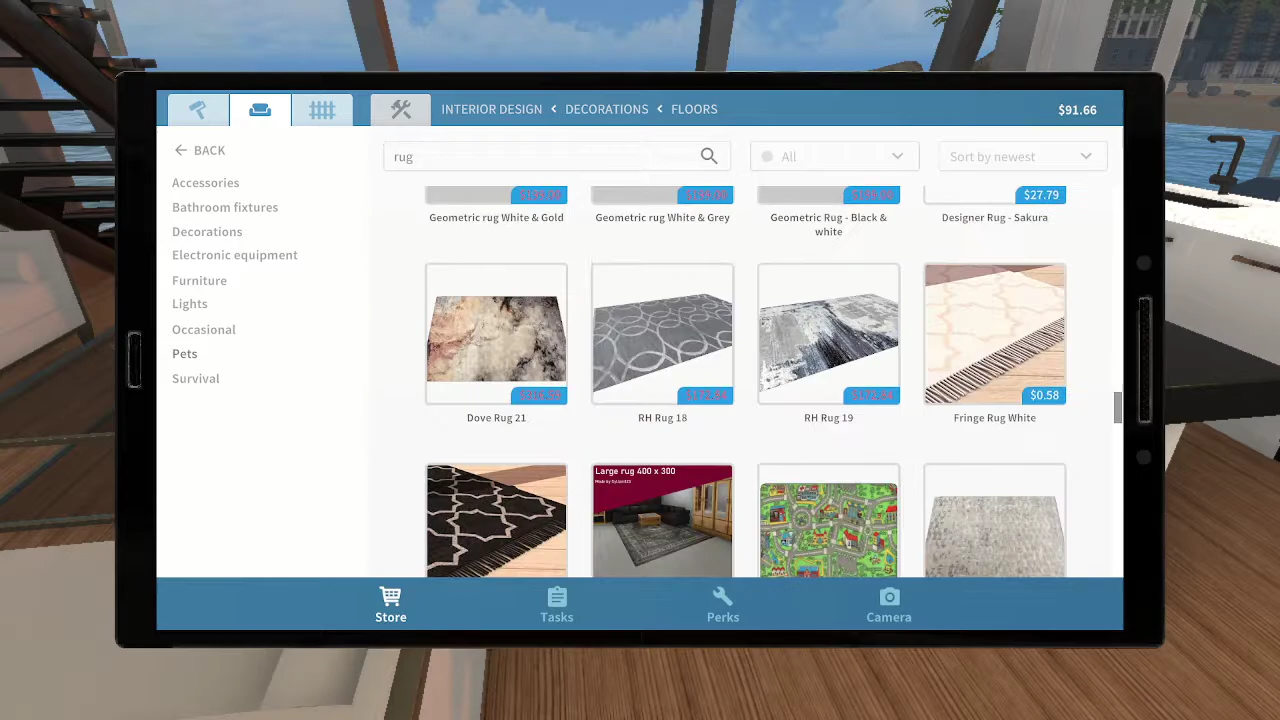 INTERIOR DESIGN < DECORATIONS < FLOORS
$91.66
BACK
rug
All
Sort by newest
Accessories
Bathroom fixtures
Decorations
Electronic equipment
Furniture
Lights
Occasional
Pets
Survival
$27.79
Geometric rug White & Gold
Geometric rug White & Grey
Geometric Rug - Black &
white
Designer Rug - Sakura
$0.58
Dove Rug 21
RH Rug 18
RH Rug 19
Fringe Rug White
Large rug 400 x 300
Store
Tasks
Perks
Camera